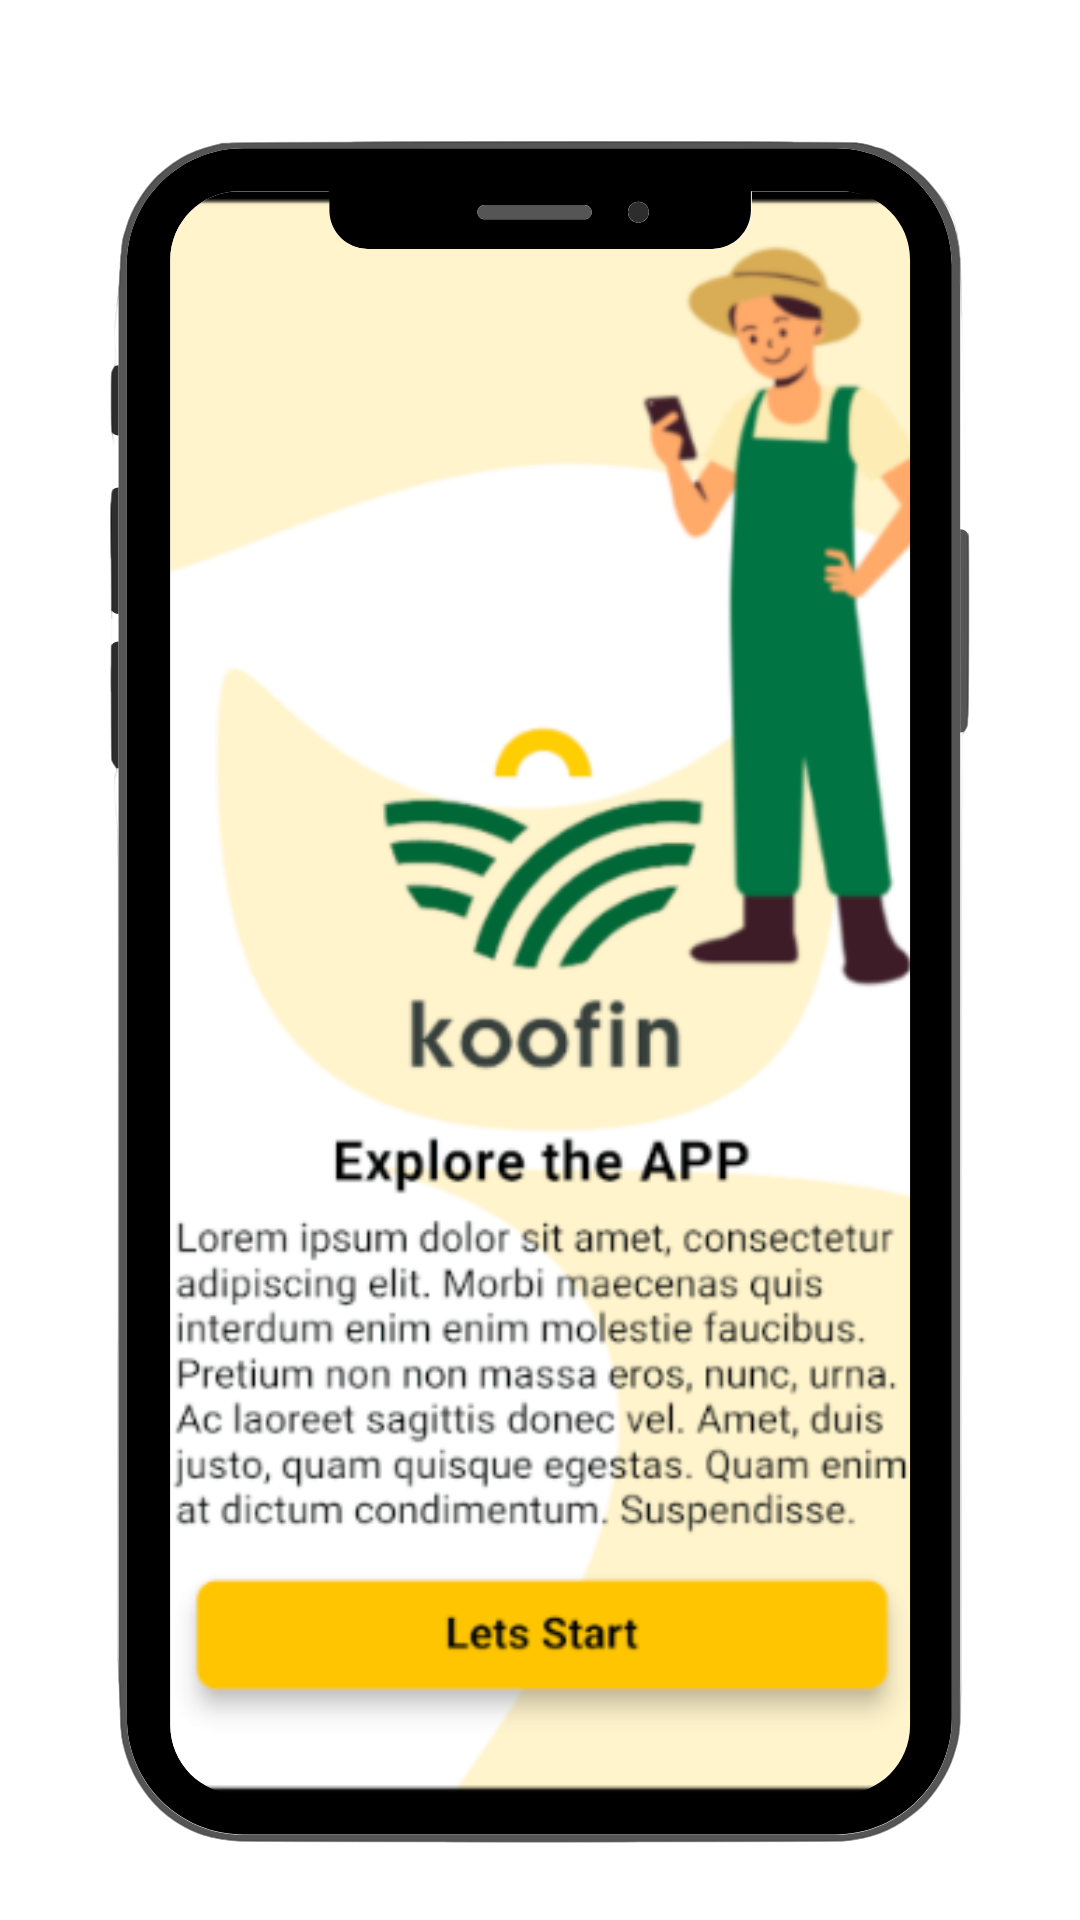 koofin
Explore the APP
Lorem ipsum dolor sit amet, consectetur
adipiscing elit. Morbi maecenas quis
interdum enim enim molestie faucibus.
Pretium non non massa eros, nunc, urna.
Ac laoreet sagittis donec vel. Amet, duis
justo, quam quisque egestas. Quam enim
at dictum condimentum. Suspendisse.
Lets Start